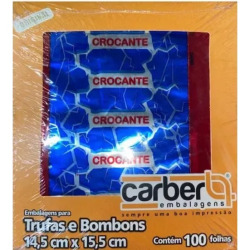 CROCANTE
CROCANTE
CROCANTE
CROCANTE
carber
embalagens
sempre uma boa impressão
Embalagens para
Trufas e Bombons
14,5 cm x 15,5 cm
Contém 100 folhas